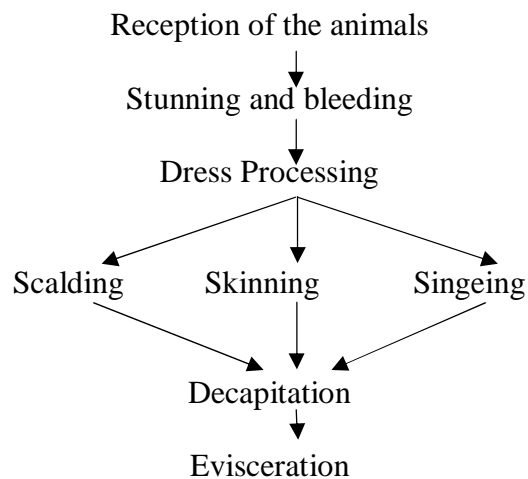 Reception of the animals
Stunning and bleeding
Dress Processing
Scalding Skinning Singeing
Decapitation
Evisceration